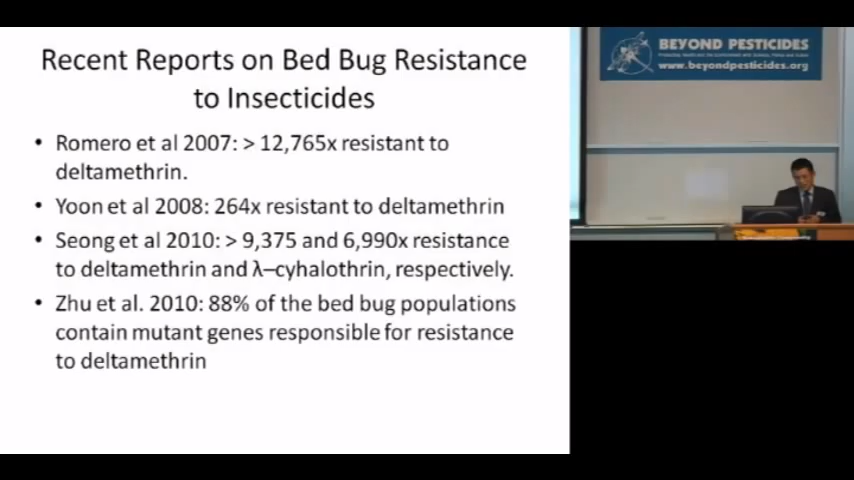 Recent Reports on Bed Bug Resistance
to Insecticides
• Romero et al 2007: > 12,765x resistant to
deltamethrin.
• Yoon et al 2008: 264x resistant to deltamethrin
• Seong et al 2010: > 9,375 and 6,990x resistance
to deltamethrin and λ–cyhalothrin, respectively.
• Zhu et al. 2010: 88% of the bed bug populations
contain mutant genes responsible for resistance
to deltamethrin
BEYOND PESTICIDES
www.beyondpesticides.org